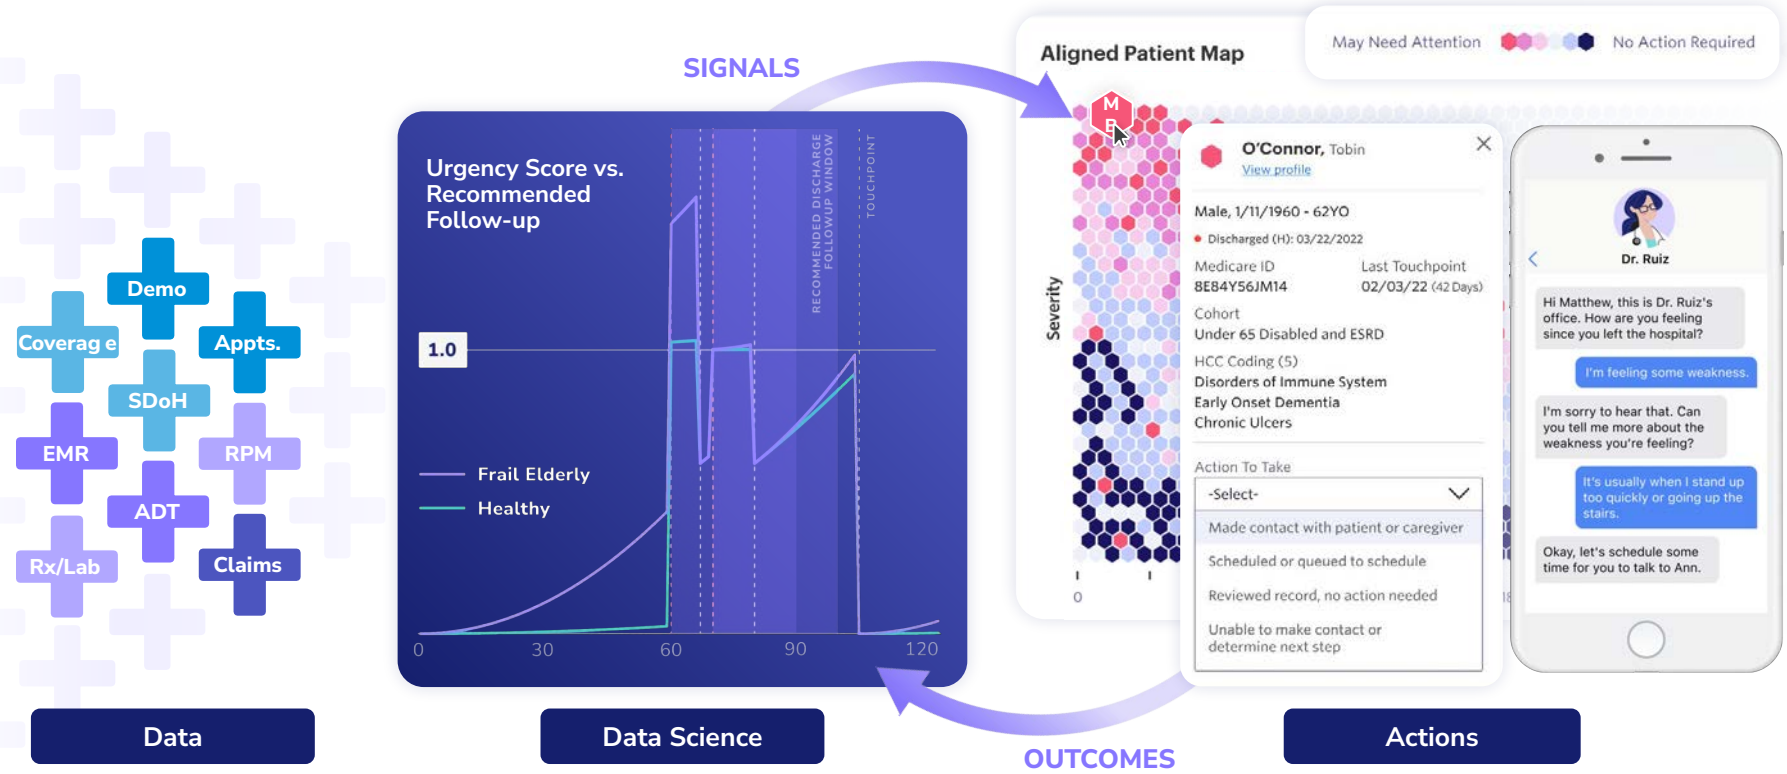 Demo
Coverag e
Appts.
SDoH
EMR
RPM
ADT
Rx/Lab
Claims
Data
SIGNALS
Urgency Score vs.
Recommended
Follow-up
RECOMMENDED DISCHARGE
FOLLOWUP WINDOW
TOUCHPOINT
1.0
Frail Elderly
Healthy
0
30
60
90
120
Data Science
OUTCOMES
Aligned Patient Map
May Need Attention
No Action Required
M
B
Severity
0
18
O'Connor, Tobin
View profile
Male, 1/11/1960 - 62YO
Discharged (H): 03/22/2022
Medicare ID
8E84Y56JM14
Last Touchpoint
02/03/22 (42 Days)
Cohort
Under 65 Disabled and ESRD
HCC Coding (5)
Disorders of Immune System
Early Onset Dementia
Chronic Ulcers
Action To Take
-Select-
Made contact with patient or caregiver
Scheduled or queued to schedule
Reviewed record, no action needed
Unable to make contact or
determine next step
Dr. Ruiz
Hi Matthew, this is Dr. Ruiz's
office. How are you feeling
since you left the hospital?
I'm feeling some weakness.
I'm sorry to hear that. Can
you tell me more about the
weakness you're feeling?
It's usually when I stand up
too quickly or going up the
stairs.
Okay, let's schedule some
time for you to talk to Ann.
Actions